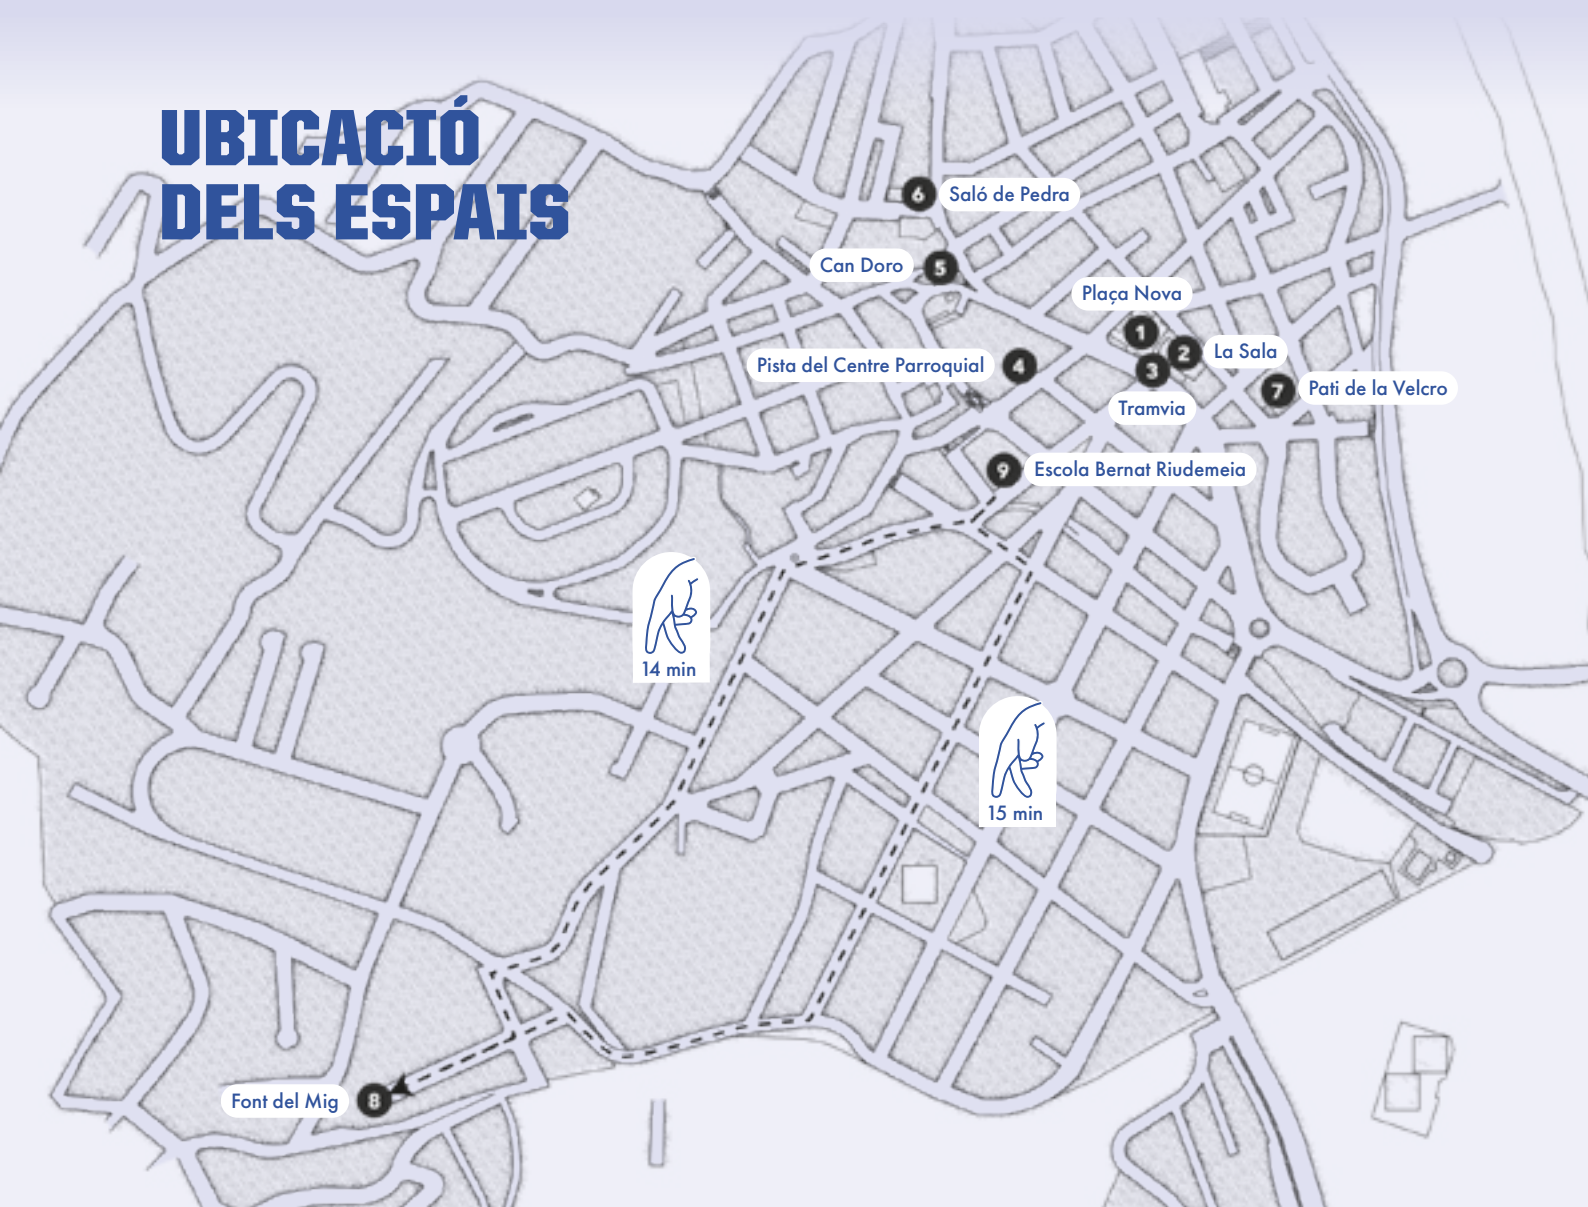 UBICACIÓ
DELS ESPAIS
6 Saló de Pedra
Can Doro 5
Plaça Nova
1
2 La Sala
3
Tramvia
Pista del Centre Parroquial 4
7 Pati de la Velcro
9 Escola Bernat Riudemeia
14 min
15 min
Font del Mig 8